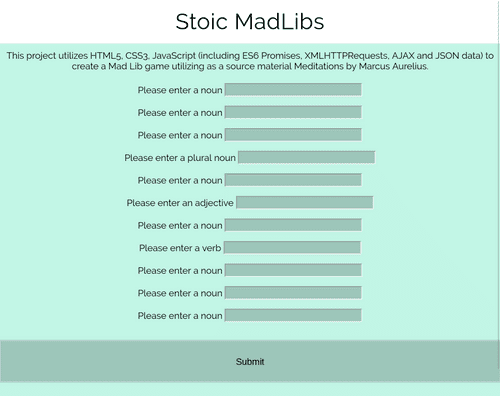 Stoic MadLibs
This project utilizes HTML5, CSS3, JavaScript (including ES6 Promises, XMLHTTPRequests, AJAX and JSON data) to
create a Mad Lib game utilizing as a source material Meditations by Marcus Aurelius.
Please enter a noun
Please enter a noun
Please enter a noun
Please enter a plural noun
Please enter a noun
Please enter an adjective
Please enter a noun
Please enter a verb
Please enter a noun
Please enter a noun
Please enter a noun
Submit